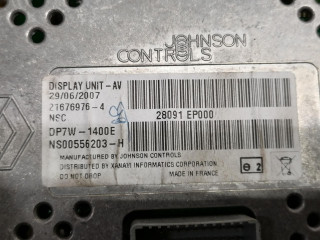 JOHNSON
CONTROLS
DISPLAY UNIT-AV
29/06/2007
21676976-4
NSC
28091 EP000
DP7W-1400E
NS00556203-H
MANUFACTURED BY JOHNSON CONTROLS
DISTRIBUTED BY XANAVI INFORMATICS CORPORATION
DO NOT DROP
MADE IN FRANCE
e 2